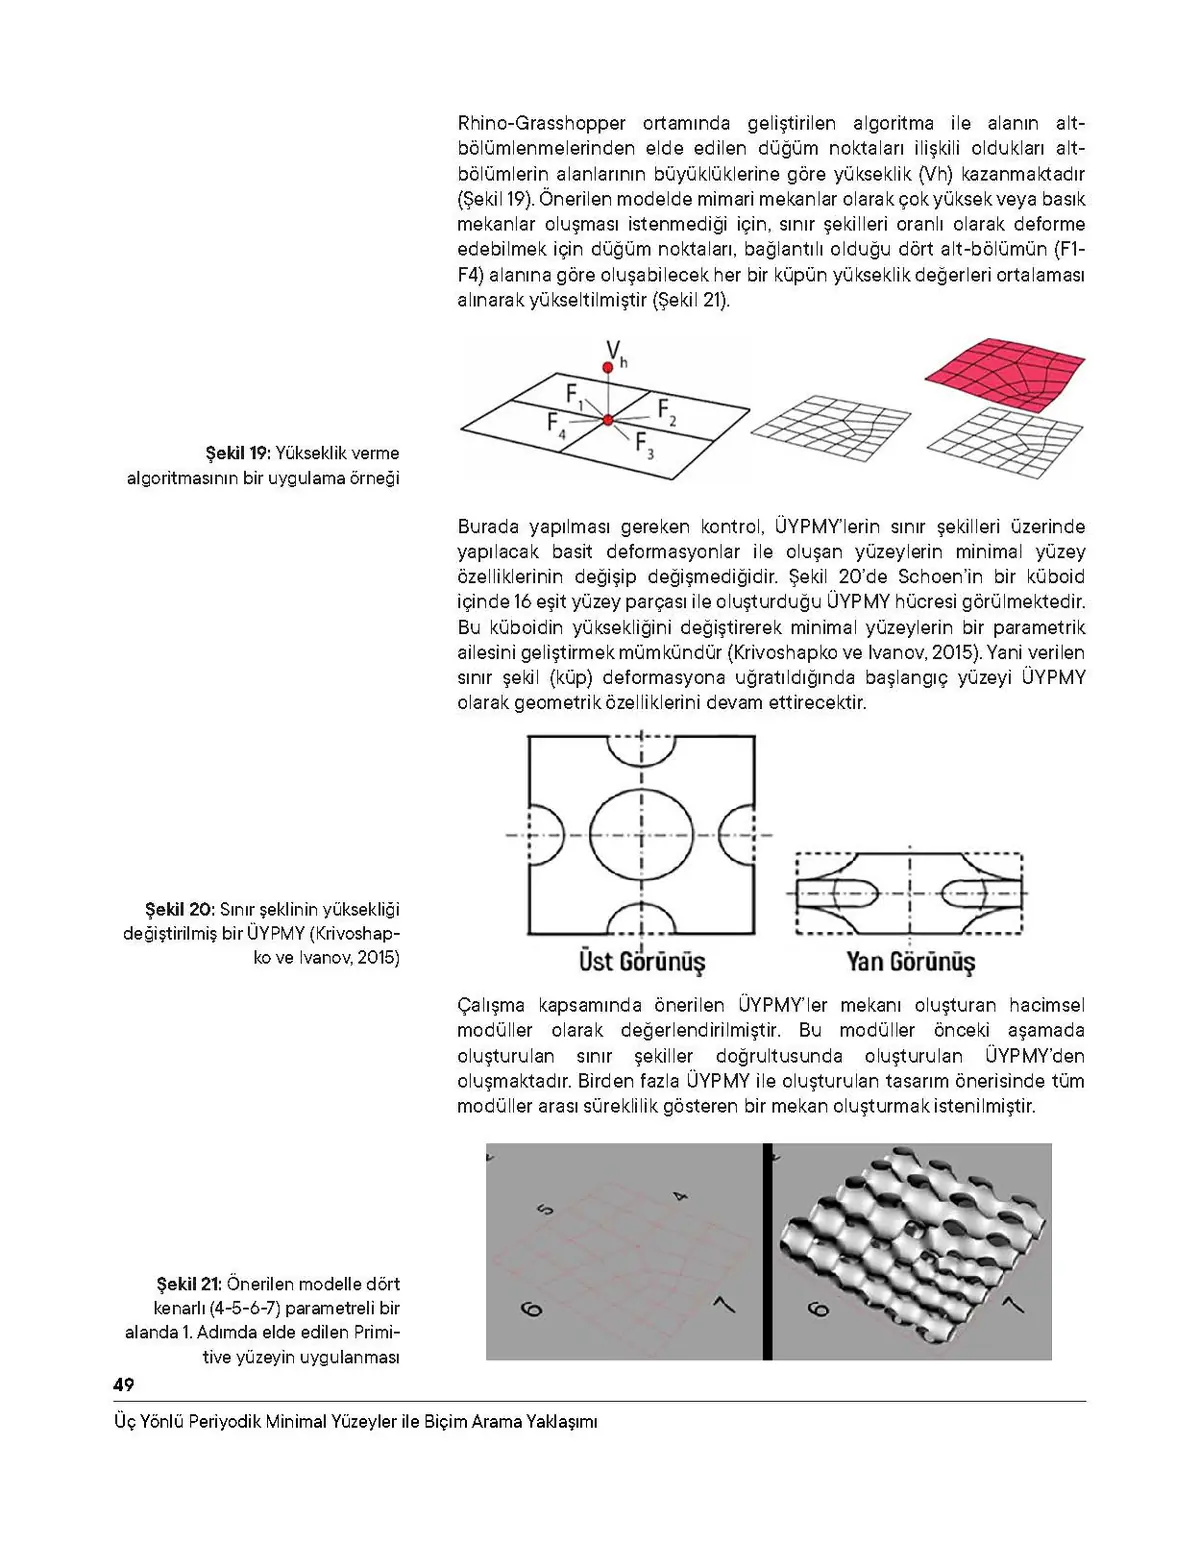 Rhino-Grasshopper ortamında geliştirilen algoritma ile alanın alt-
bölümlenmelerinden elde edilen düğüm noktaları ilişkili oldukları alt-
bölümlerin alanlarının büyüklüklerine göre yükseklik (Vh) kazanmaktadır
(Şekil 19). Önerilen modelde mimari mekanlar olarak çok yüksek veya basık
mekanlar oluşması istenmediği için, sınır şekilleri oranlı olarak deforme
edebilmek için düğüm noktaları, bağlantılı olduğu dört alt-bölümün (F1-
F4) alanına göre oluşabilecek her bir küpün yükseklik değerleri ortalaması
alınarak yükseltilmiştir (Şekil 21).
Vh
F1
F2
F4
F3
Şekil 19: Yükseklik verme
algoritmasının bir uygulama örneği
Burada yapılması gereken kontrol, ÜYPMY'lerin sınır şekilleri üzerinde
yapılacak basit deformasyonlar ile oluşan yüzeylerin minimal yüzey
özelliklerinin değişip değişmediğidir. Şekil 20'de Schoen'in bir küboid
içinde 16 eşit yüzey parçası ile oluşturduğu ÜYPMY hücresi görülmektedir.
Bu küboidin yüksekliğini değiştirerek minimal yüzeylerin bir parametrik
ailesini geliştirmek mümkündür (Krivoshapko ve Ivanov, 2015). Yani verilen
sınır şekil (küp) deformasyona uğratıldığında başlangıç yüzeyi ÜYPMY
olarak geometrik özelliklerini devam ettirecektir.
Üst Görünüş
Yan Görünüş
Şekil 20: Sınır şeklinin yüksekliği
değiştirilmiş bir ÜYPMY (Krivoshap-
ko ve Ivanov, 2015)
Çalışma kapsamında önerilen ÜYPMY'ler mekanı oluşturan hacimsel
modüller olarak değerlendirilmiştir. Bu modüller önceki aşamada
oluşturulan sınır şekiller doğrultusunda oluşturulan ÜYPMY'den
oluşmaktadır. Birden fazla ÜYPMY ile oluşturulan tasarım önerisinde tüm
modüller arası süreklilik gösteren bir mekan oluşturmak istenilmiştir.
5
4
6
7
6
7
Şekil 21: Önerilen modelle dört
kenarlı (4-5-6-7) parametreli bir
alanda 1. Adımda elde edilen Primi-
tive yüzeyin uygulanması
49
Üç Yönlü Periyodik Minimal Yüzeyler ile Biçim Arama Yaklaşımı